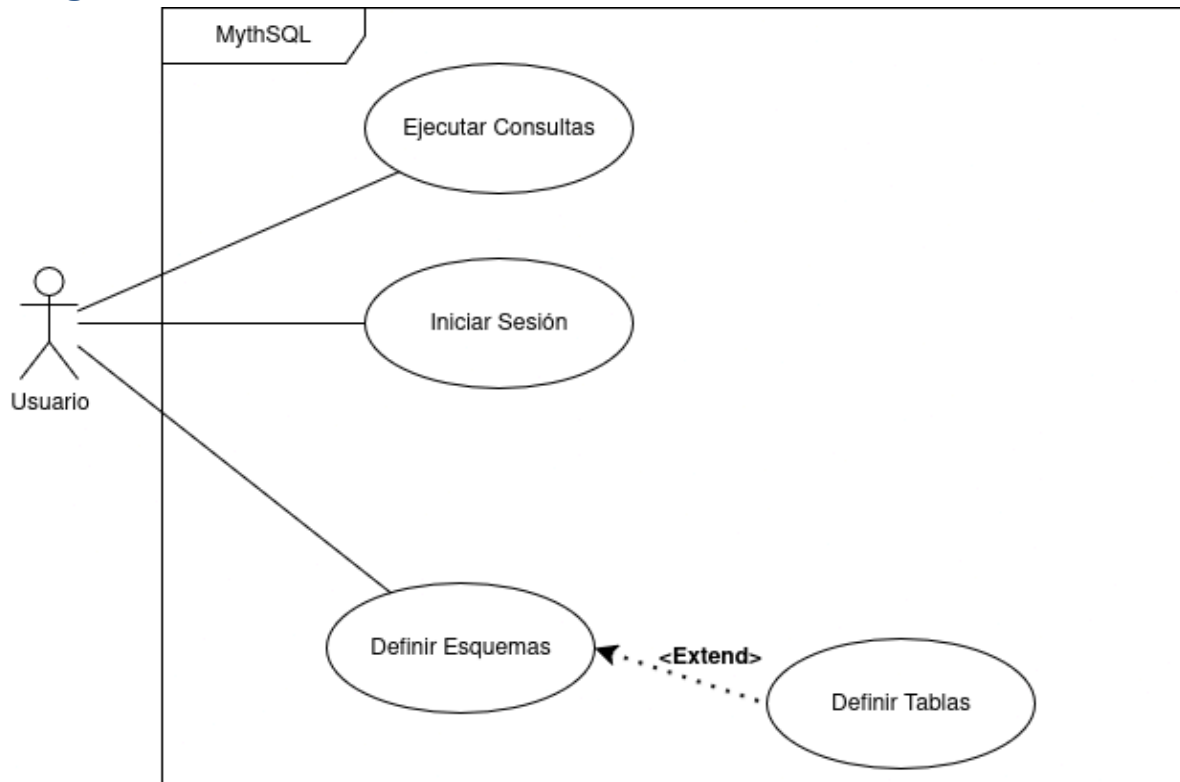 MythSQL
Ejecutar Consultas
Iniciar Sesión
Usuario
Definir Esquemas
<Extend>
Definir Tablas